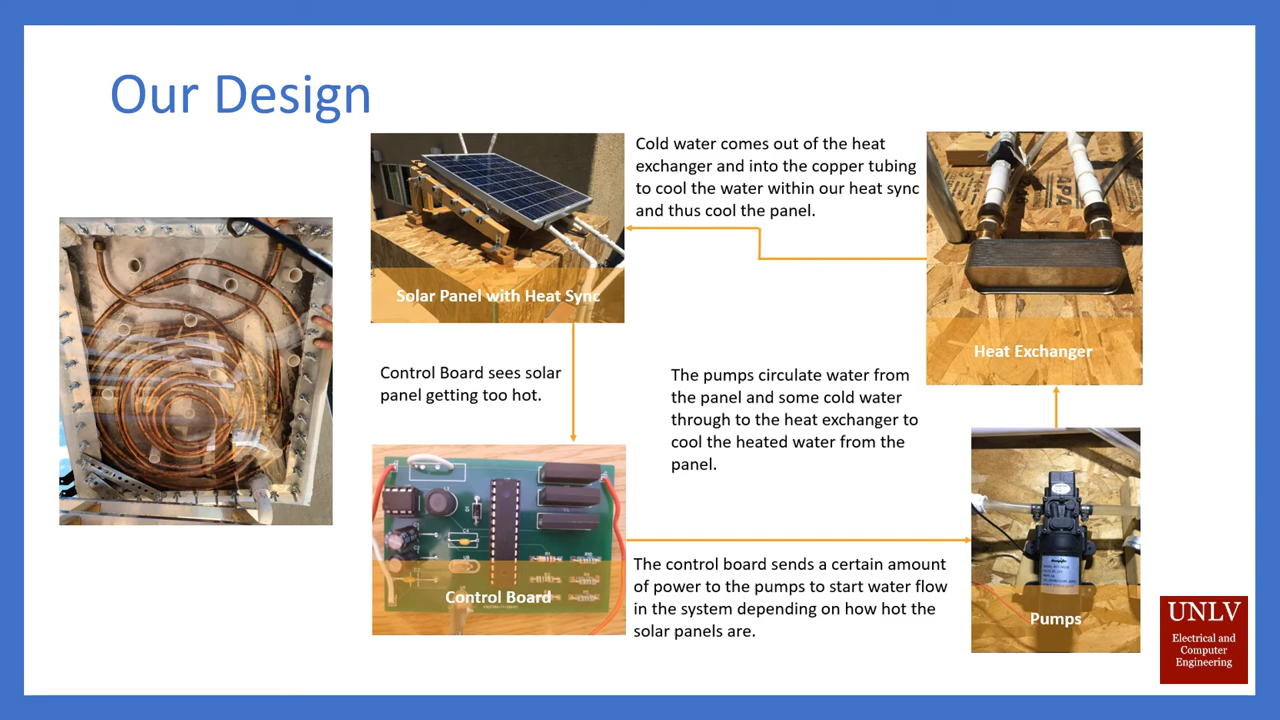 Our Design
Cold water comes out of the heat
exchanger and into the copper tubing
to cool the water within our heat sync
and thus cool the panel.
Solar Panel with Heat Sync
Heat Exchanger
Control Board sees solar
panel getting too hot.
The pumps circulate water from
the panel and some cold water
through to the heat exchanger to
cool the heated water from the
panel.
Control Board
The control board sends a certain amount
of power to the pumps to start water flow
in the system depending on how hot the
solar panels are.
Pumps
UNLV
Electrical and
Computer
Engineering
APA